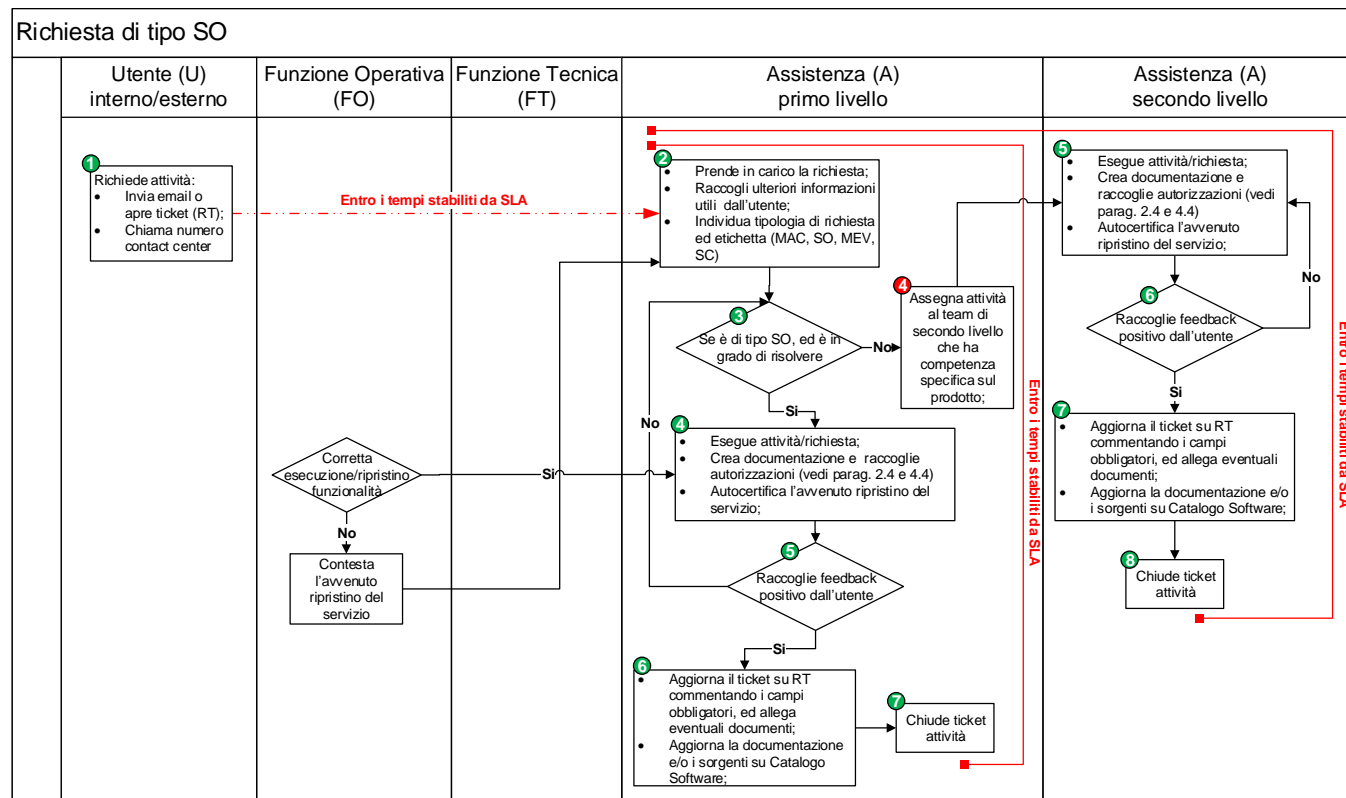 Richiesta di tipo SO
Utente (U)
interno/esterno
Funzione Operativa
(FO)
Funzione Tecnica
(FT)
Assistenza (A)
primo livello
Assistenza (A)
secondo livello
1
Richiede attività:
• Invia email o
apre ticket (RT);
• Chiama numero
contact center
Entro i tempi stabiliti da SLA
2
• Prende in carico la richiesta;
• Raccogli ulteriori informazioni
utili dall'utente;
• Individua tipologia di richiesta
ed etichetta (MAC, SO, MEV,
SC)
3
Se è di tipo SO, ed è in
grado di risolvere
No
4
Assegna attività
al team di
secondo livello
che ha
competenza
specifica sul
prodotto;
Si
No
4
• Esegue attività/richiesta;
• Crea documentazione e raccoglie
autorizzazioni (vedi parag. 2.4 e 4.4)
• Autocertifica l'avvenuto ripristino del
servizio;
Corretta
esecuzione/ripristino
funzionalità
Si
No
Contesta
l'avvenuto
ripristino del
servizio
5
Raccoglie feedback
positivo dall'utente
Si
6
• Aggiorna il ticket su RT
commentando i campi
obbligatori, ed allega
eventuali documenti;
• Aggiorna la documentazione
e/o i sorgenti su Catalogo
Software;
7
Chiude ticket
attività
Entro i tempi stabiliti da SLA
5
• Esegue attività/richiesta;
• Crea documentazione e
raccoglie autorizzazioni (vedi
parag. 2.4 e 4.4)
• Autocertifica l'avvenuto
ripristino del servizio;
No
6
Raccoglie feedback
positivo dall'utente
Si
7
• Aggiorna il ticket su RT
commentando i campi
obbligatori, ed allega eventuali
documenti;
• Aggiorna la documentazione e/o
i sorgenti su Catalogo Software;
8
Chiude ticket
attività
Entro i tempi stabiliti da SLA